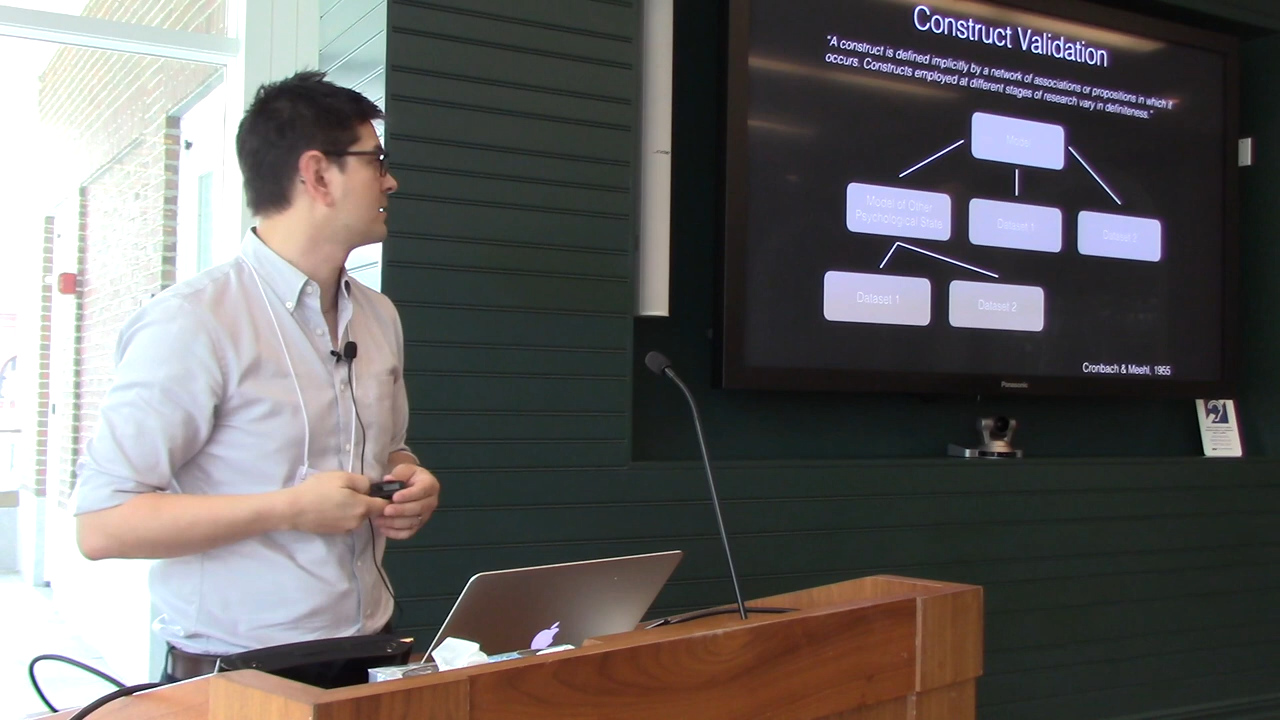 Construct Validation
"A construct is defined implicitly by a network of associations or propositions in which it
occurs. Constructs employed at different stages of research vary in definiteness."
Model
Model of Other
Psychological State
Dataset 1
Dataset 2
Dataset 1
Dataset 2
Cronbach & Meehl, 1955
Panasonic